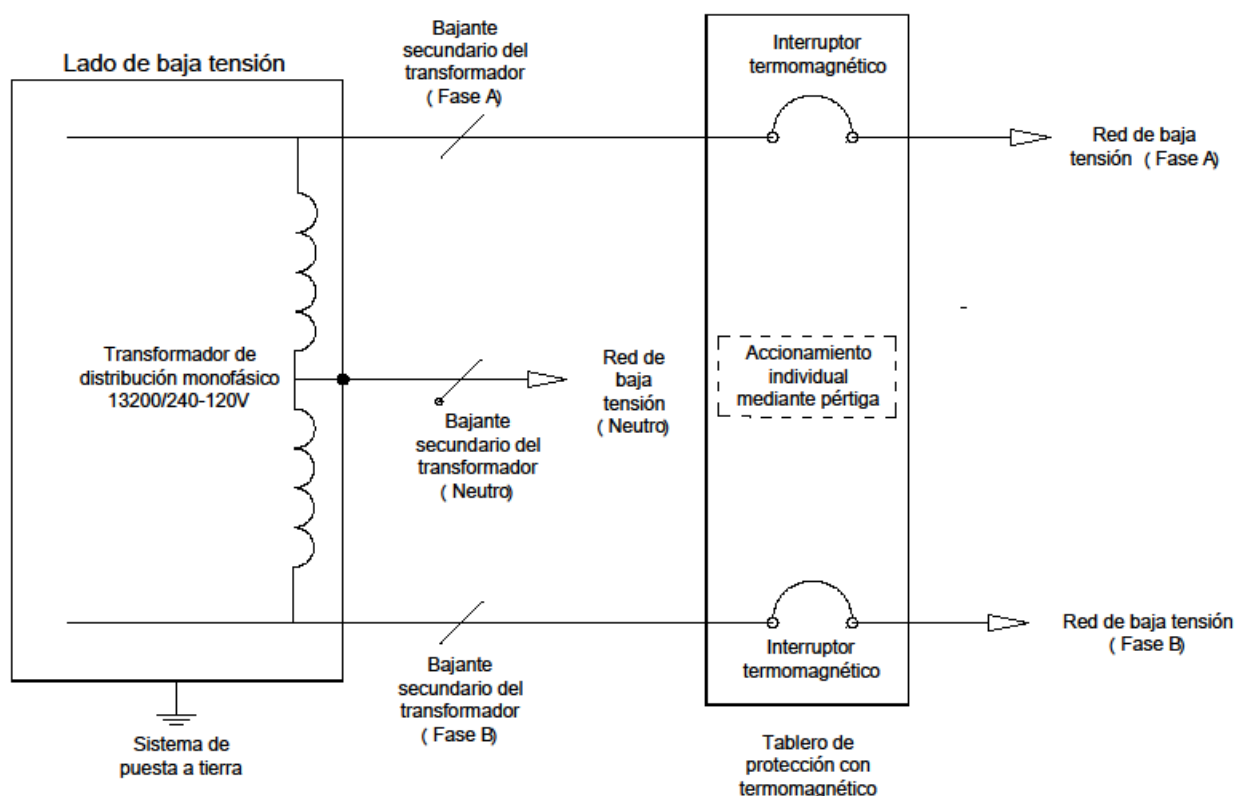 Lado de baja tensión
Bajante
secundario del
transformador
( Fase A)
Interruptor
termomagnético
Red de baja
tensión ( Fase A)
Transformador de
distribución monofásico
13200/240-120V
Bajante
secundario del
transformador
( Neutro)
Red de
baja
tensión
( Neutro)
Accionamiento
individual
mediante pértiga
Bajante
secundario del
transformador
( Fase B)
Interruptor
termomagnético
Red de baja tensión
( Fase B)
Sistema de
puesta a tierra
Tablero de
protección con
termomagnético